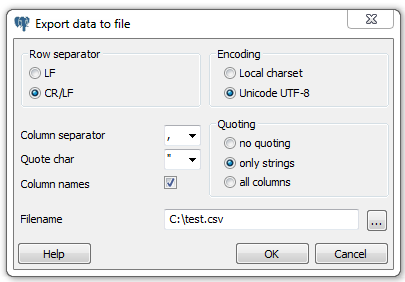 Export data to file
Row separator
LF
CR/LF
Encoding
Local charset
Unicode UTF-8
Column separator ,
Quote char "
Column names
Quoting
no quoting
only strings
all columns
Filename C:\test.csv ...
Help OK Cancel